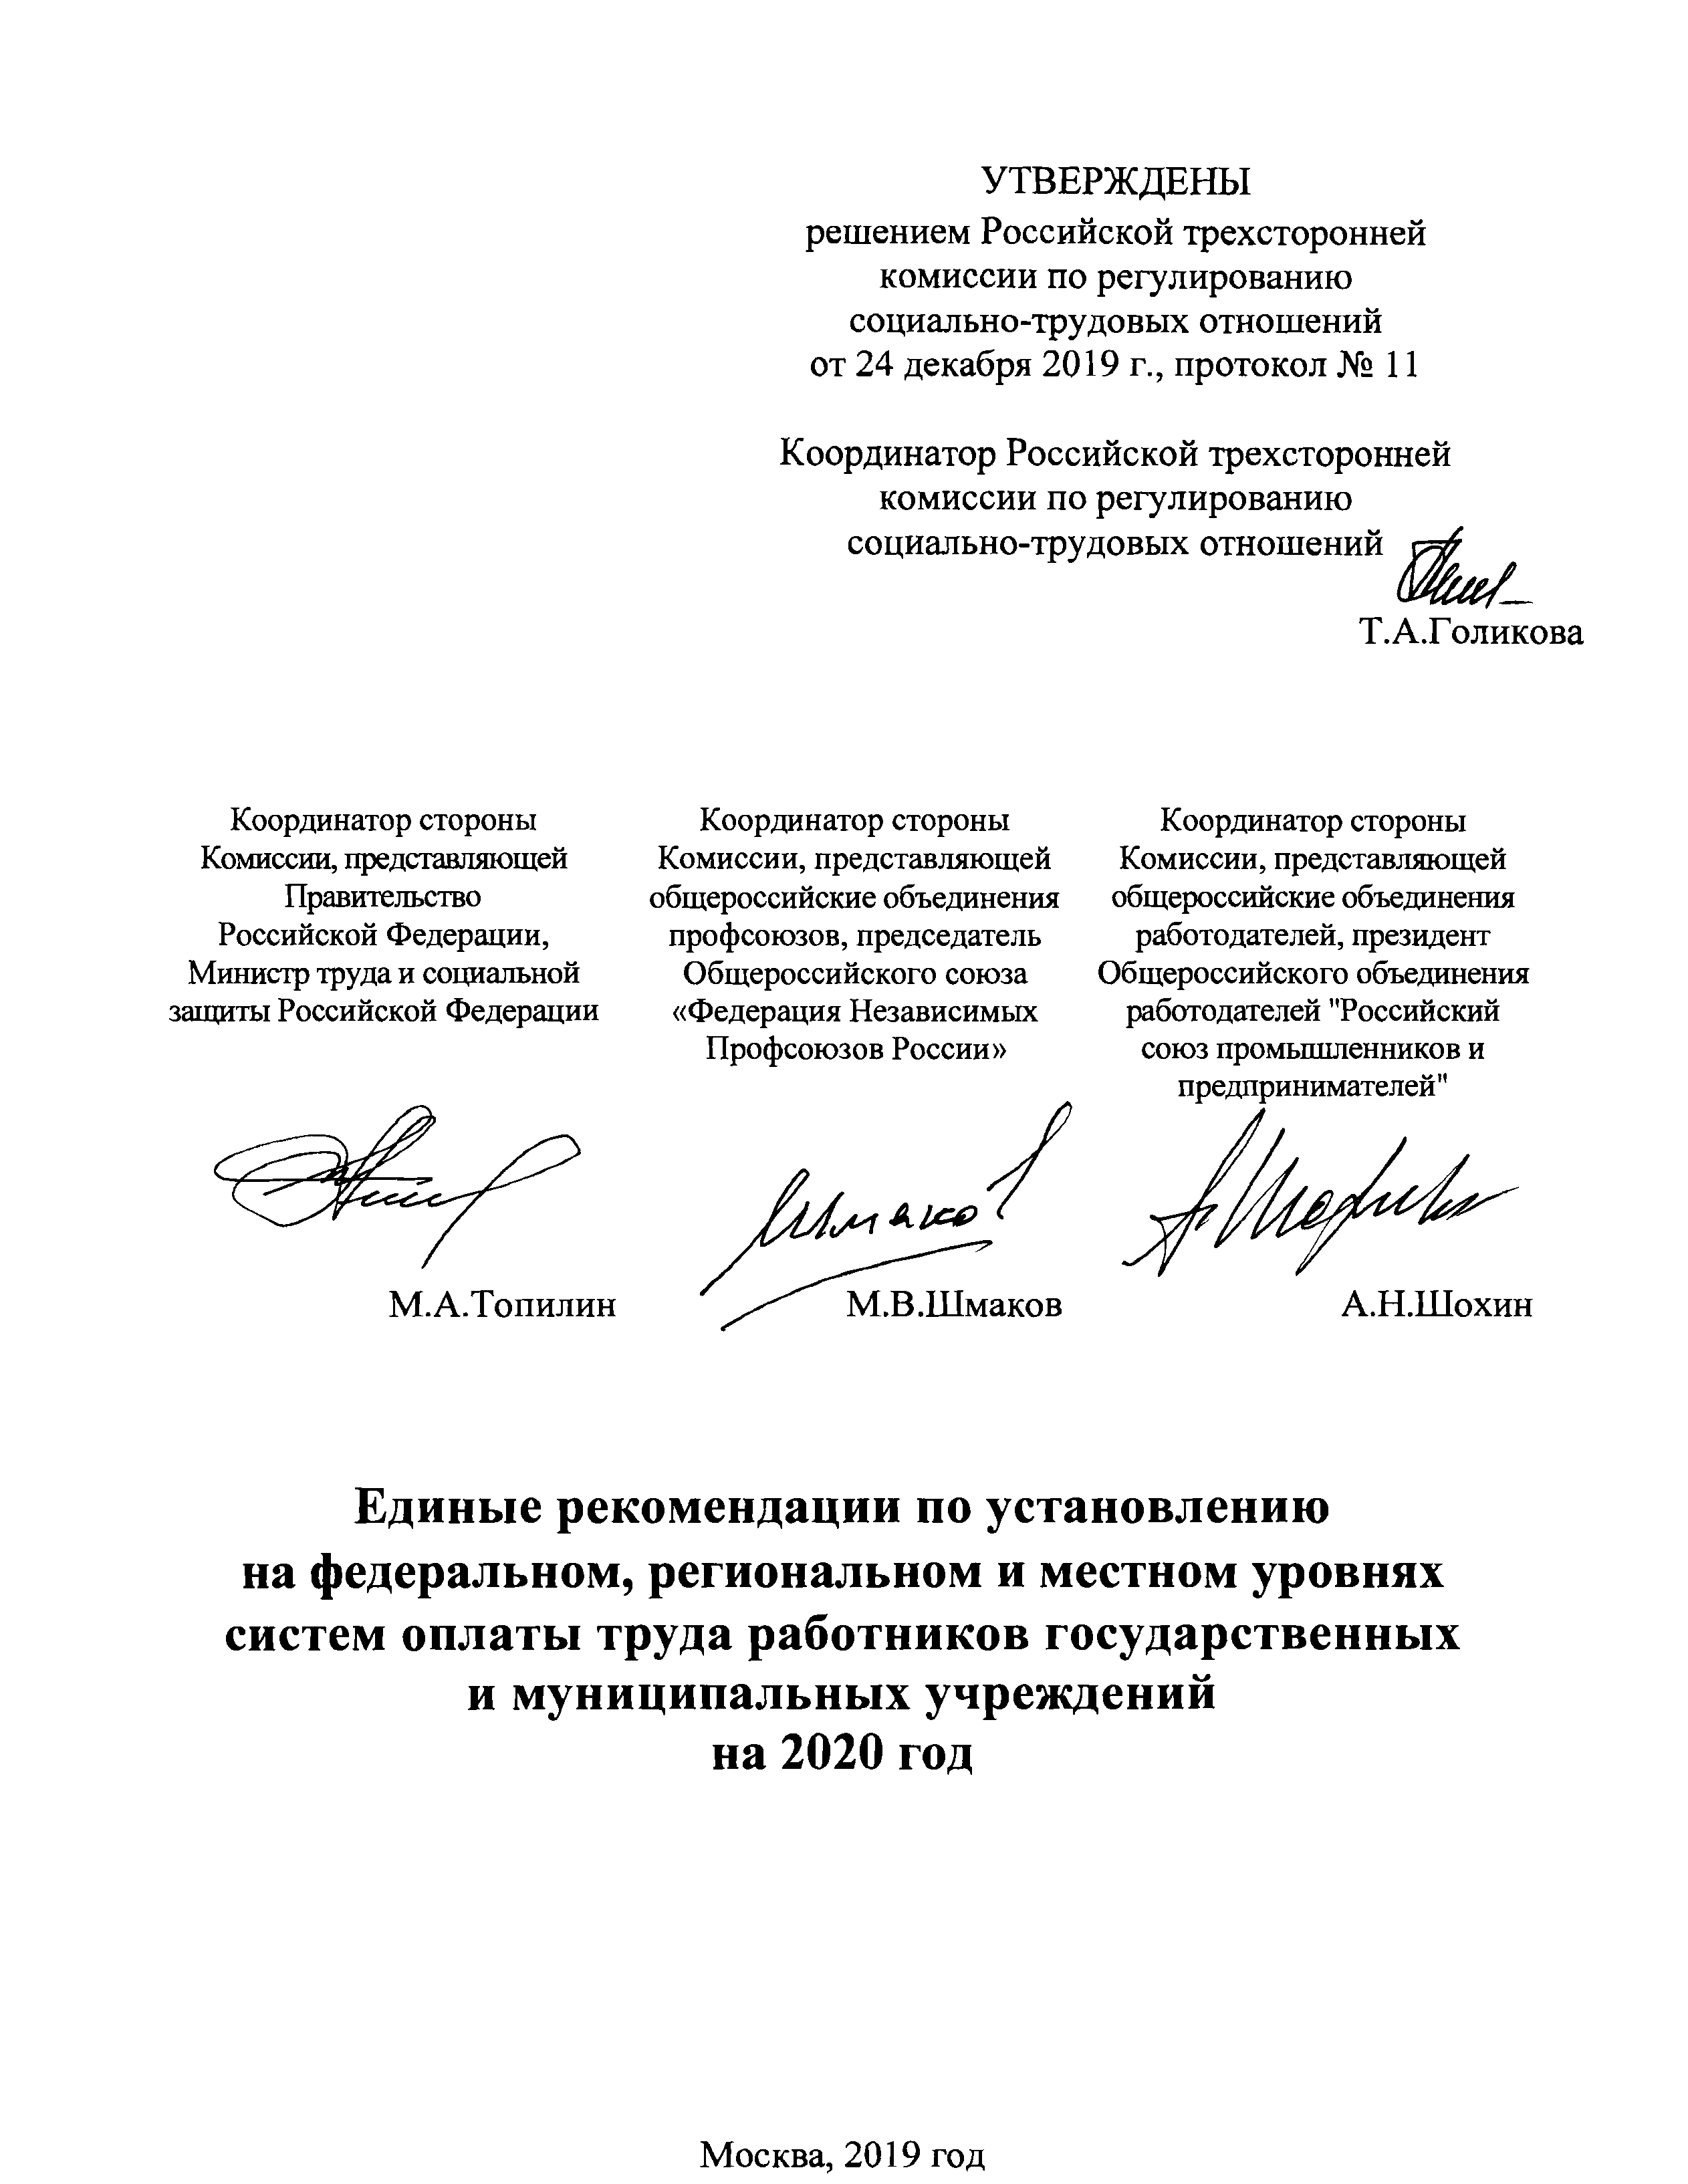 УТВЕРЖДЕНЫ
решением Российской трехсторонней
комиссии по регулированию
социально-трудовых отношений
от 24 декабря 2019 г., протокол № 11
Координатор Российской трехсторонней
комиссии по регулированию
социально-трудовых отношений
Т.А.Голикова
Координатор стороны
Комиссии, представляющей
Правительство
Российской Федерации,
Министр труда и социальной
защиты Российской Федерации
М.А.Топилин
Координатор стороны
Комиссии, представляющей
общероссийские объединения
профсоюзов, председатель
Общероссийского союза
«Федерация Независимых
Профсоюзов России»
Шмаков
М.В.Шмаков
Координатор стороны
Комиссии, представляющей
общероссийские объединения
работодателей, президент
Общероссийского объединения
работодателей "Российский
союз промышленников и
предпринимателей"
А.Н.Шохин
Единые рекомендации по установлению
на федеральном, региональном и местном уровнях
систем оплаты труда работников государственных
и муниципальных учреждений
на 2020 год
Москва, 2019 год